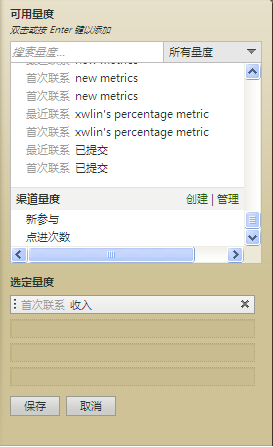 可用量度
双击或按 Enter 键以添加
搜索量度... 所有量度
最近联系 new metrics
首次联系 new metrics
首次联系 new metrics
最近联系 xwlin's percentage metric
首次联系 xwlin's percentage metric
最近联系 已提交
首次联系 已提交
渠道量度 创建 | 管理
新参与
点进次数
选定量度
首次联系 收入
保存 取消